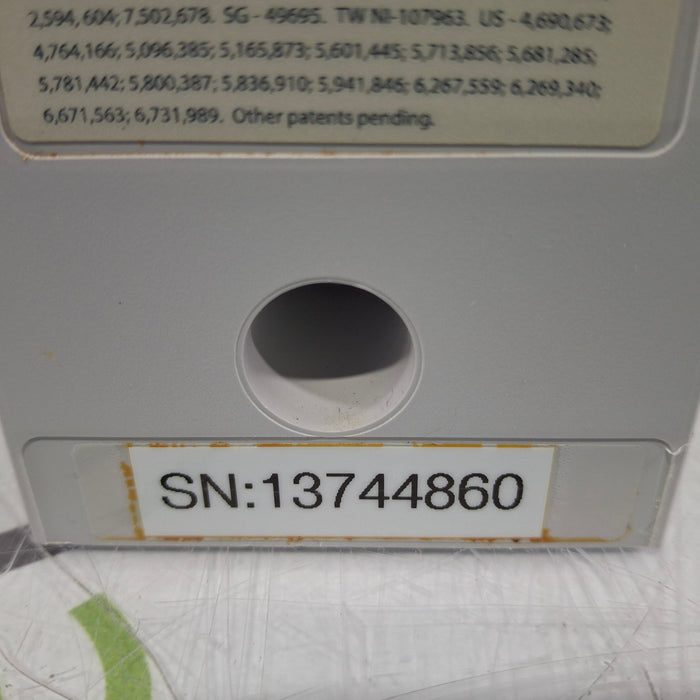 2,594,604; 7,502,678. SG - 49695. TW NI-107963. US - 4,690,673;
4,764,166; 5,096,385; 5,165,873; 5,601,445; 5,713,856; 5,681,285;
5,781,442; 5,800,387; 5,836,910; 5,941,846; 6,267,559; 6,269,340;
6,671,563; 6,731,989. Other patents pending.
SN:13744860